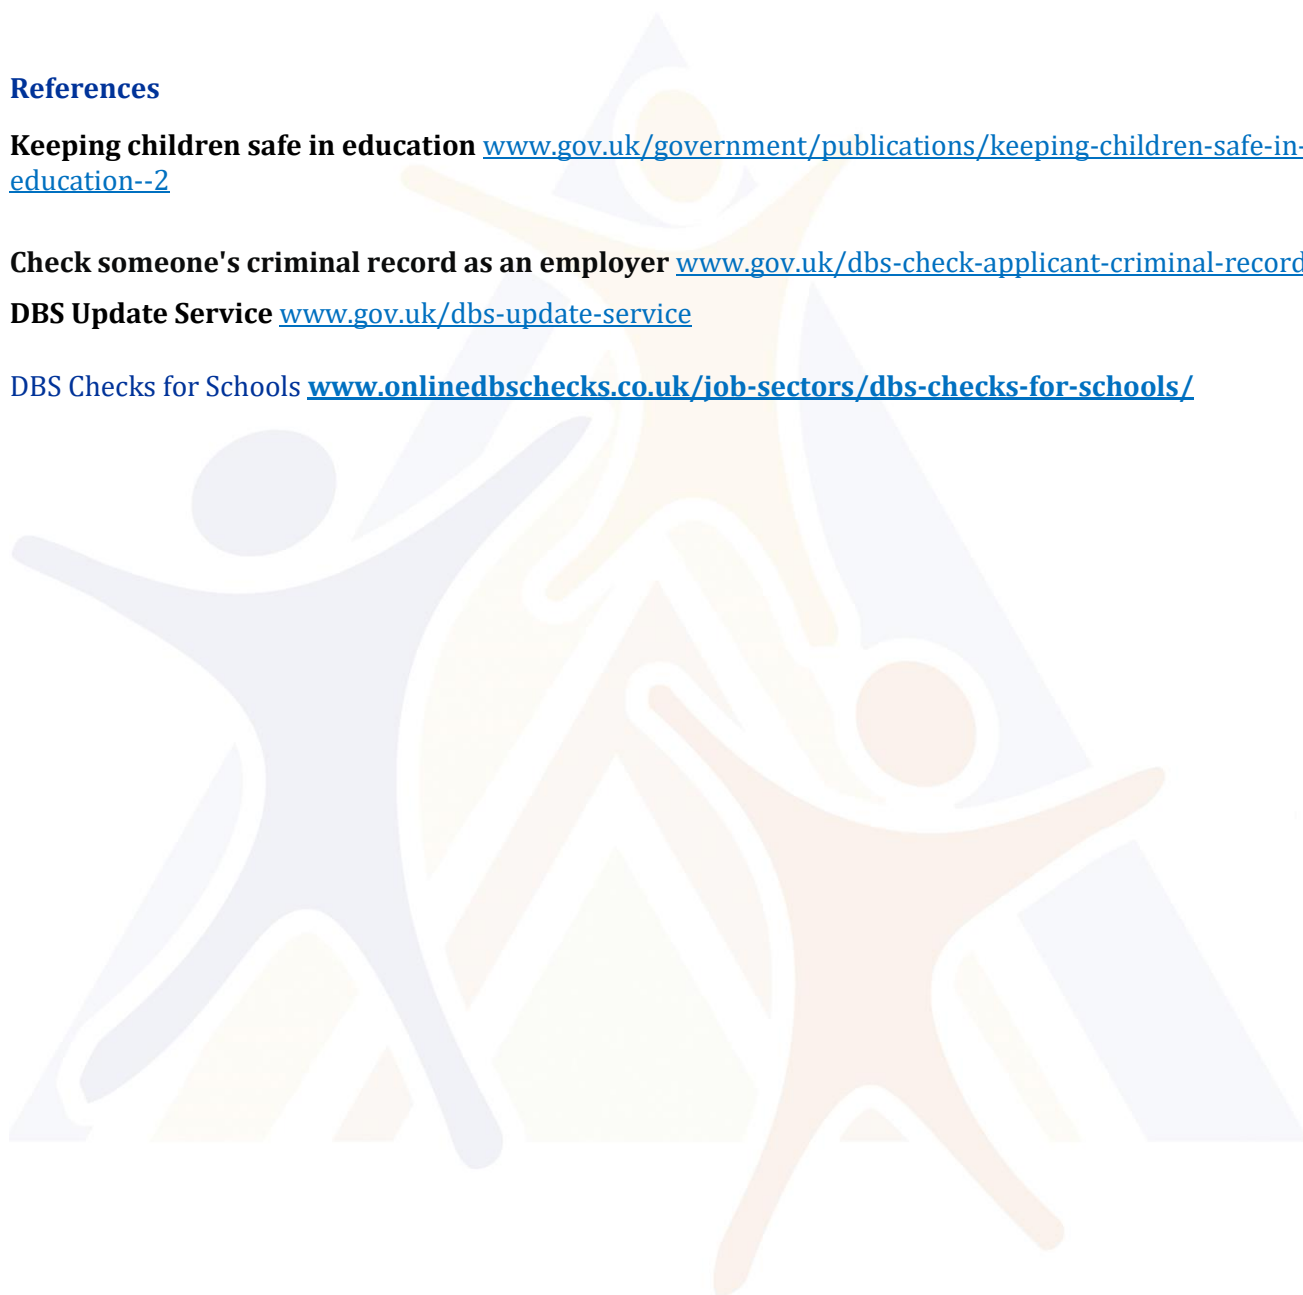 References
Keeping children safe in education www.gov.uk/government/publications/keeping-children-safe-in-
education--2
Check someone's criminal record as an employer www.gov.uk/dbs-check-applicant-criminal-record
DBS Update Service www.gov.uk/dbs-update-service
DBS Checks for Schools www.onlinedbschecks.co.uk/job-sectors/dbs-checks-for-schools/